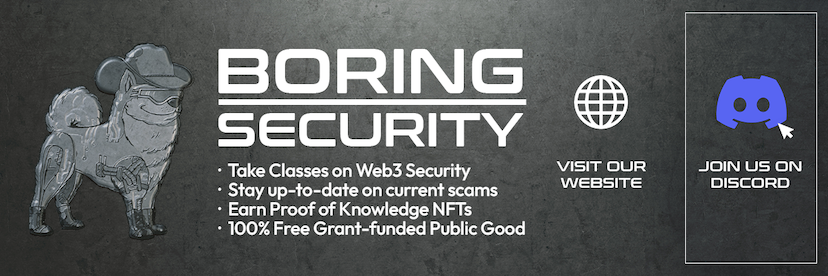 BORING
SECURITY
· Take Classes on Web3 Security
· Stay up-to-date on current scams
· Earn Proof of Knowledge NFTs
· 100% Free Grant-funded Public Good
VISIT OUR
WEBSITE
JOIN US ON
DISCORD